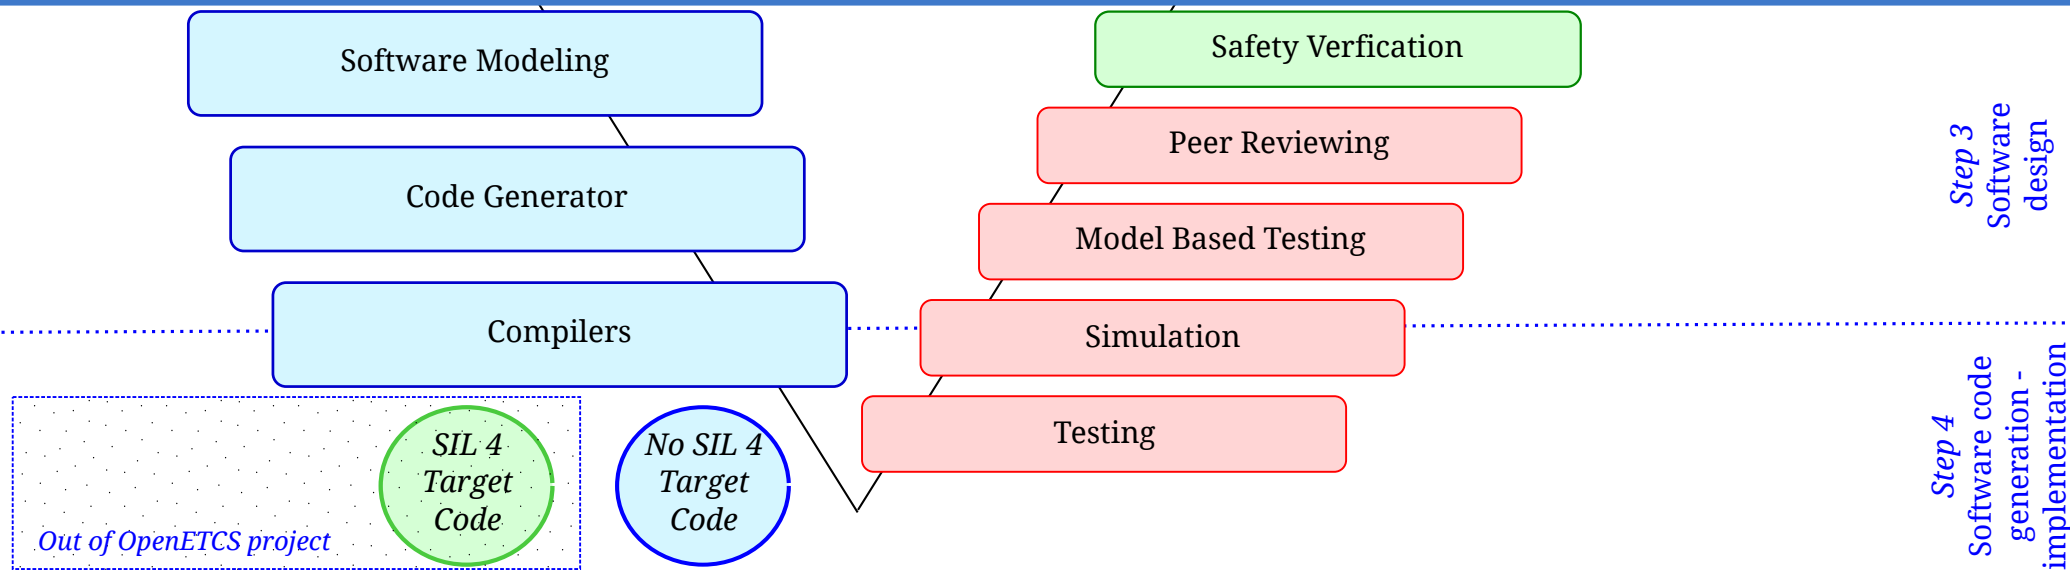 Software Modeling
Safety Verfication
Peer Reviewing
Code Generator
Model Based Testing
Step 3
Software
design
Compilers
Simulation
Testing
SIL 4
Target
Code
No SIL 4
Target
Code
Out of OpenETCS project
Step 4
Software code
generation -
implementation